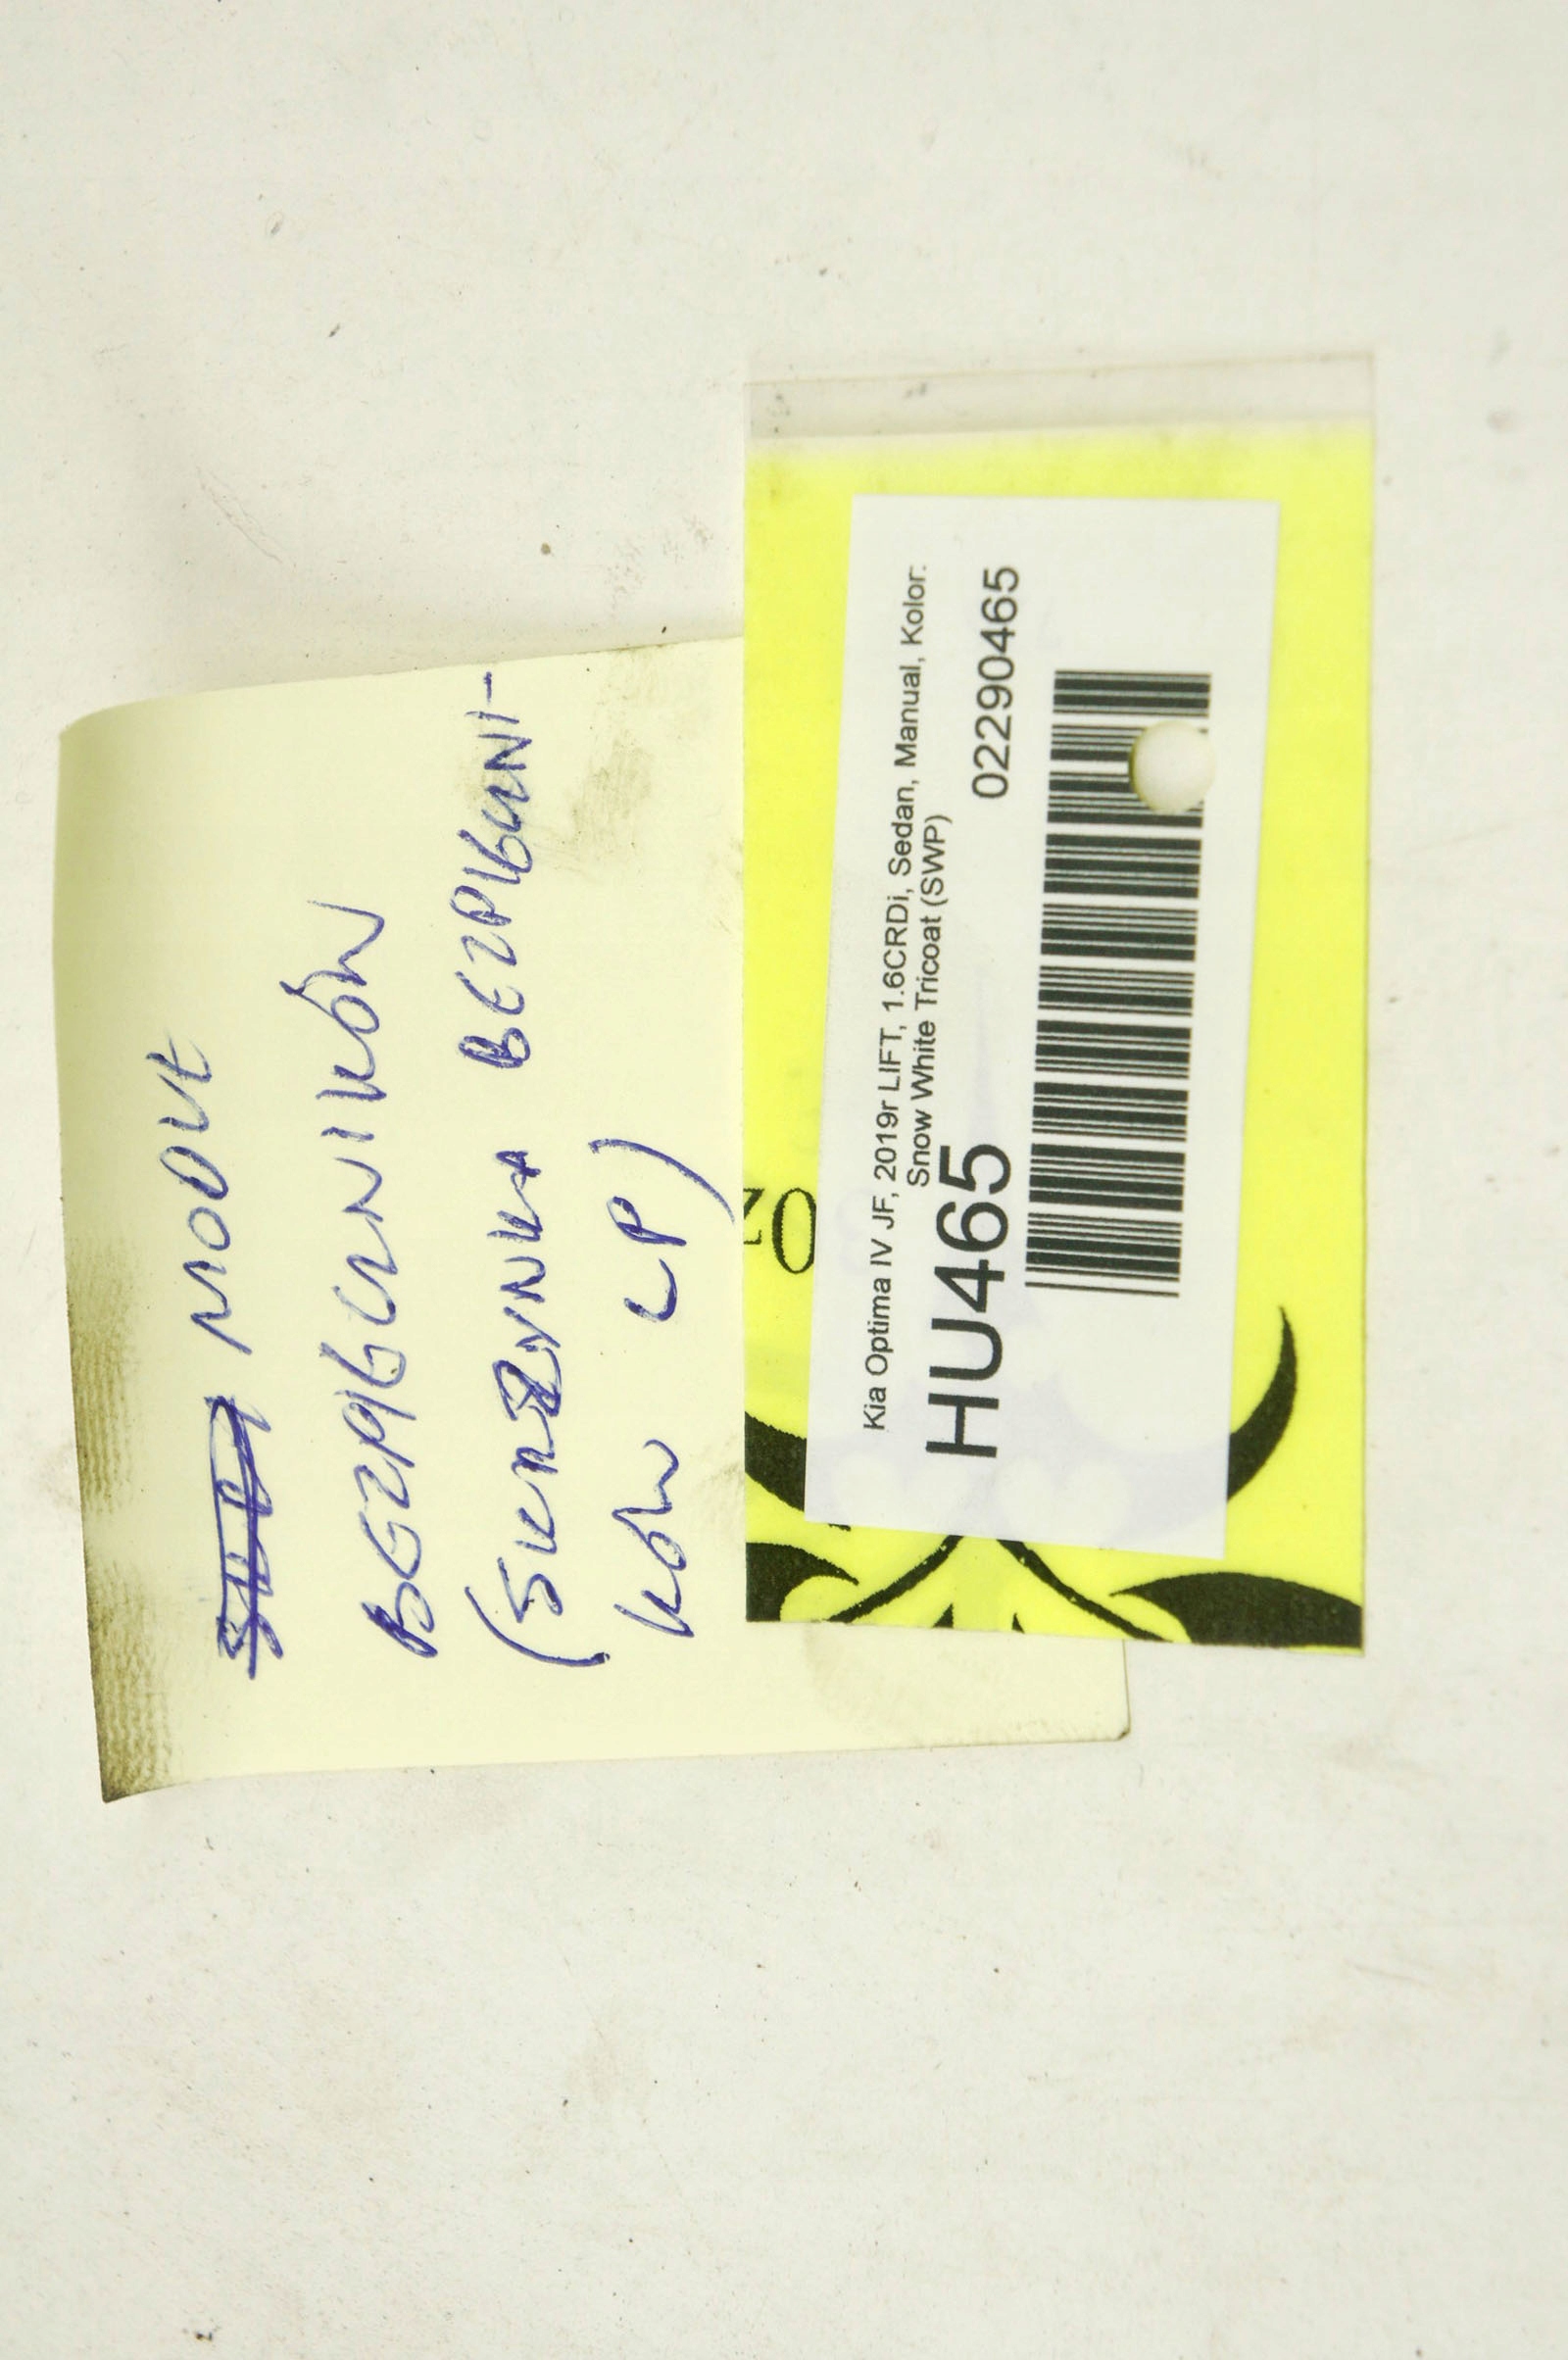 MODUŁ
BEZPIECZNIKÓW
(SKRZYNKA BEZPIECZNI-
KÓW LP)
Kia Optima IV JF, 2019r LIFT, 1.6CRDi, Sedan, Manual, Kolor:
Snow White Tricoat (SWP)
HU465 02290465